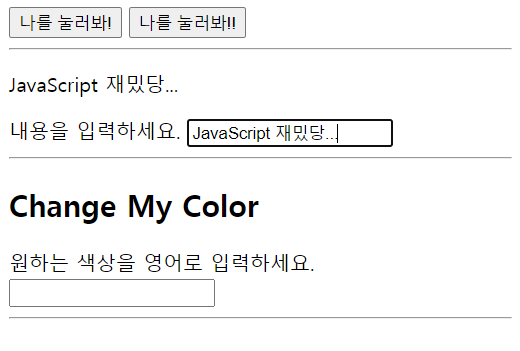 나를 눌러봐! 나를 눌러봐!!
JavaScript 재밌당...
내용을 입력하세요. JavaScript 재밌당...
Change My Color
원하는 색상을 영어로 입력하세요.